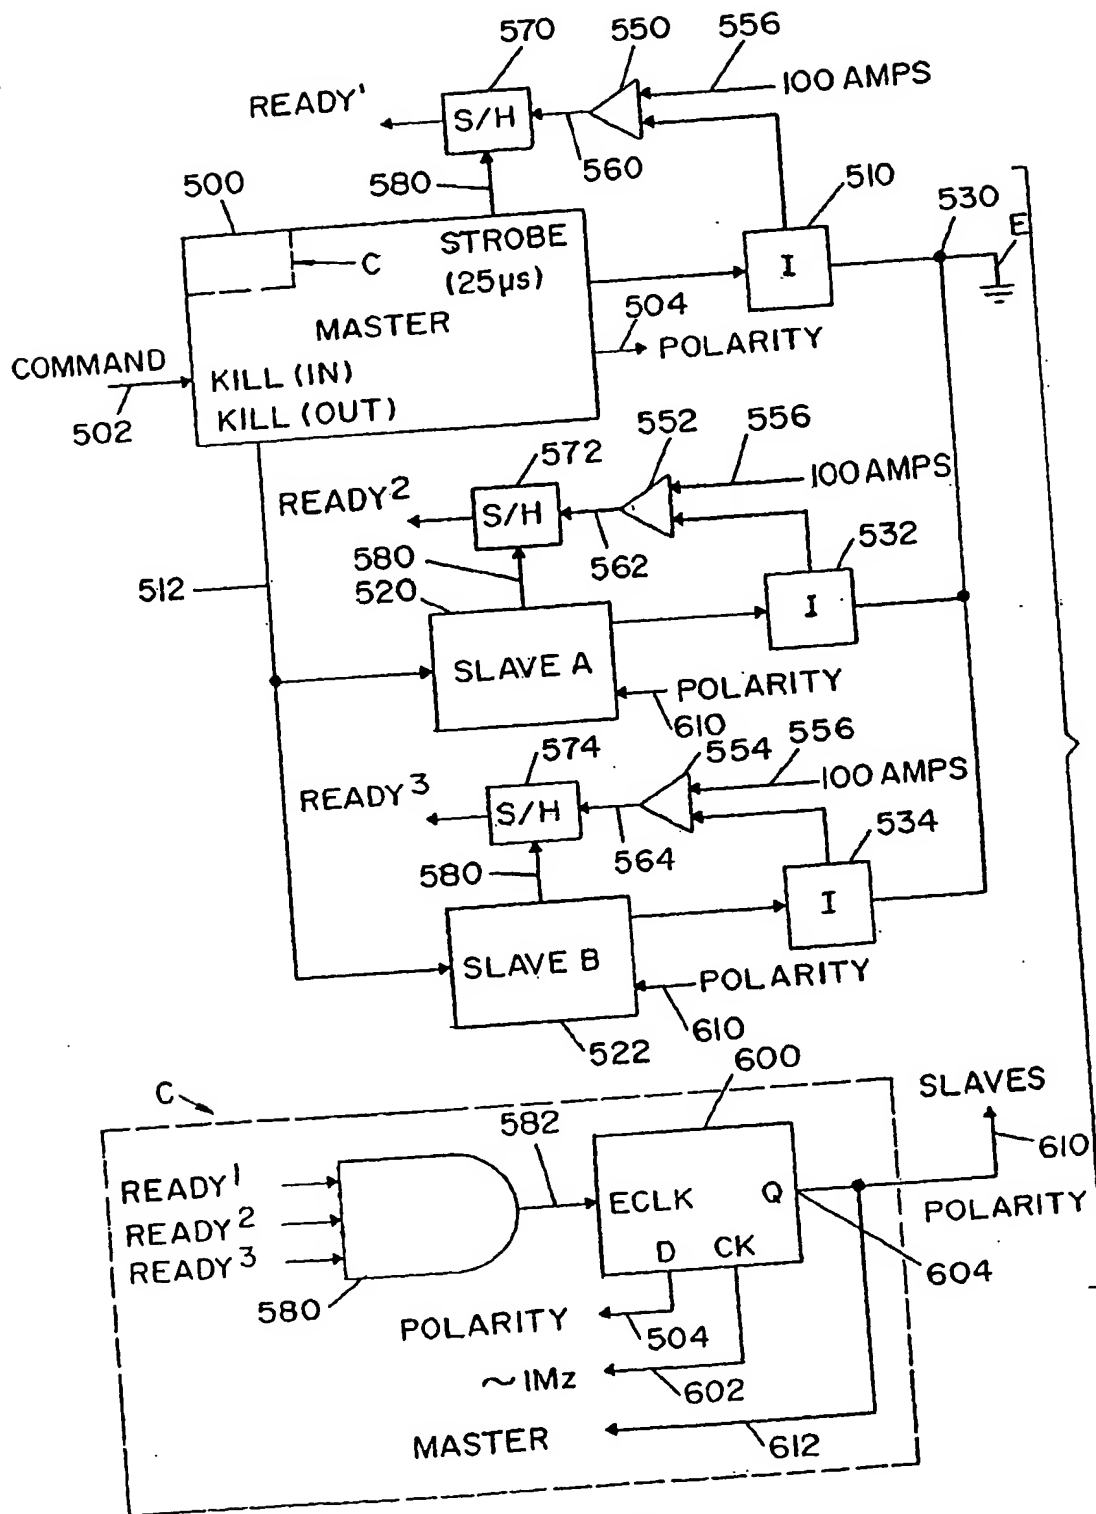 570 550 556
READY1 S/H 100 AMPS
500 580 560 510 530
STROBE E
C (25µs) I
MASTER 504
COMMAND POLARITY
KILL (IN)
502 KILL (OUT)
552 556
572 100 AMPS
READY2 S/H
580 562 532
512 520 I
SLAVE A
POLARITY
610
574 554 556
READY3 100 AMPS
S/H 534
580 564
I
SLAVE B
POLARITY
610
522 600
C SLAVES
582 610
READY1 ECLK Q
READY2 POLARITY
READY3 D CK 604
580
POLARITY 504
~1Mz 602
MASTER 612